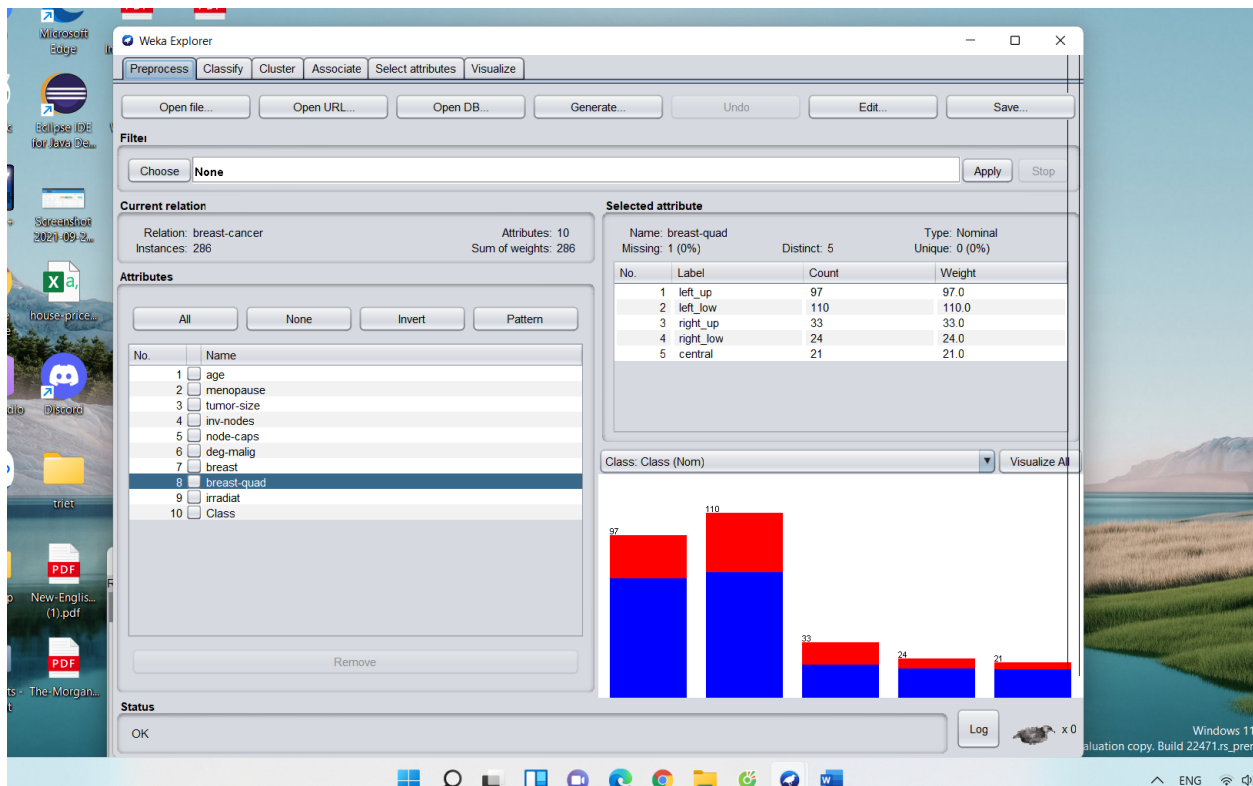 Microsoft
Edge
Eclipse IDE
for Java De...
Screenshot
2021-09-2...
house-price...
Discord
triet
PDF
New-Englis...
(1).pdf
PDF
The-Morgan...
Weka Explorer
Preprocess Classify Cluster Associate Select attributes Visualize
Open file... Open URL... Open DB... Generate... Undo Edit... Save...
Filter
Choose None Apply Stop
Current relation
Relation: breast-cancer Attributes: 10
Instances: 286 Sum of weights: 286
Attributes
All None Invert Pattern
No. Name
1 age
2 menopause
3 tumor-size
4 inv-nodes
5 node-caps
6 deg-malig
7 breast
8 breast-quad
9 irradiat
10 Class
Remove
Selected attribute
Name: breast-quad Type: Nominal
Missing: 1 (0%) Distinct: 5 Unique: 0 (0%)
No. Label Count Weight
1 left_up 97 97.0
2 left_low 110 110.0
3 right_up 33 33.0
4 right_low 24 24.0
5 central 21 21.0
Class: Class (Nom) Visualize All
97
110
33
24
21
Status
OK
Log x 0
Windows 11
aluation copy. Build 22471.rs_prer
ENG